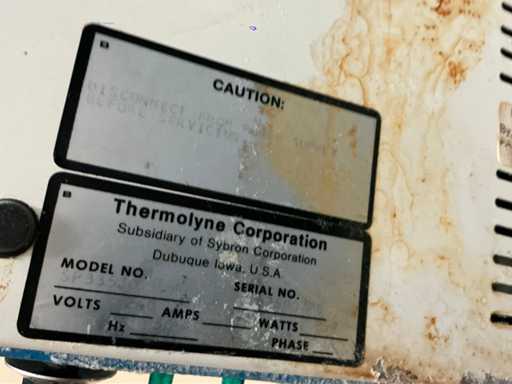 CAUTION:
DISCONNECT FROM SUPPLY
BEFORE SERVICING
Thermolyne Corporation
Subsidiary of Sybron Corporation
Dubuque Iowa, U.S.A
MODEL NO.
SERIAL NO.
VOLTS AMPS WATTS
Hz PHASE